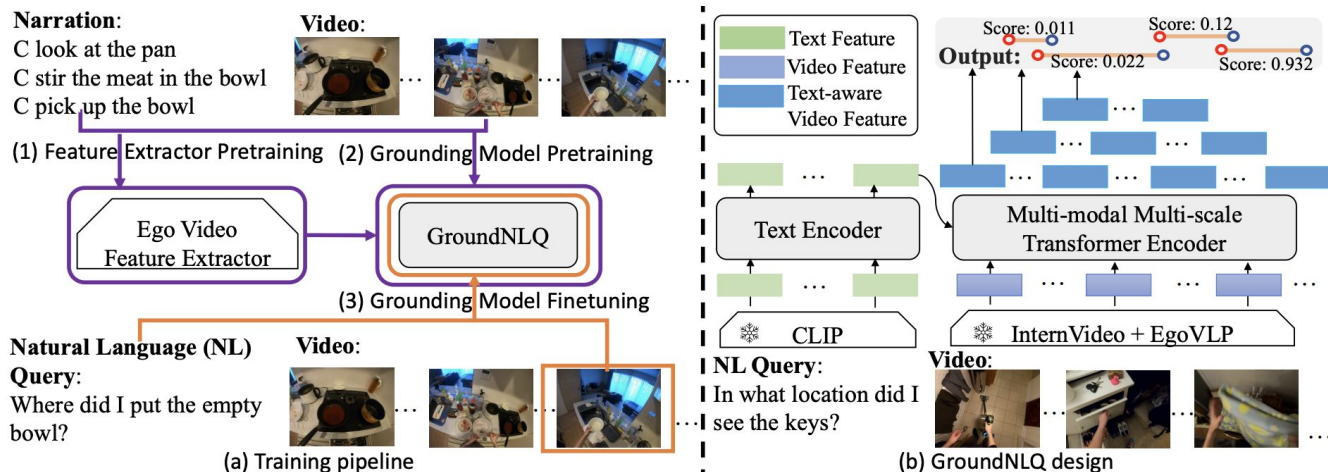 Narration:
C look at the pan
C stir the meat in the bowl
C pick up the bowl
Video:
...
...
...
(1) Feature Extractor Pretraining
(2) Grounding Model Pretraining
Ego Video
Feature Extractor
GroundNLQ
(3) Grounding Model Finetuning
Natural Language (NL)
Query:
Where did I put the empty
bowl?
Video:
...
...
...
(a) Training pipeline
Text Feature
Video Feature
Text-aware
Video Feature
Score: 0.011
Score: 0.12
Output:
Score: 0.022
Score: 0.932
...
...
...
...
...
...
...
Text Encoder
Multi-modal Multi-scale
Transformer Encoder
...
...
...
...
CLIP
InternVideo + EgoVLP
NL Query:
In what location did I
see the keys?
Video:
...
...
...
(b) GroundNLQ design